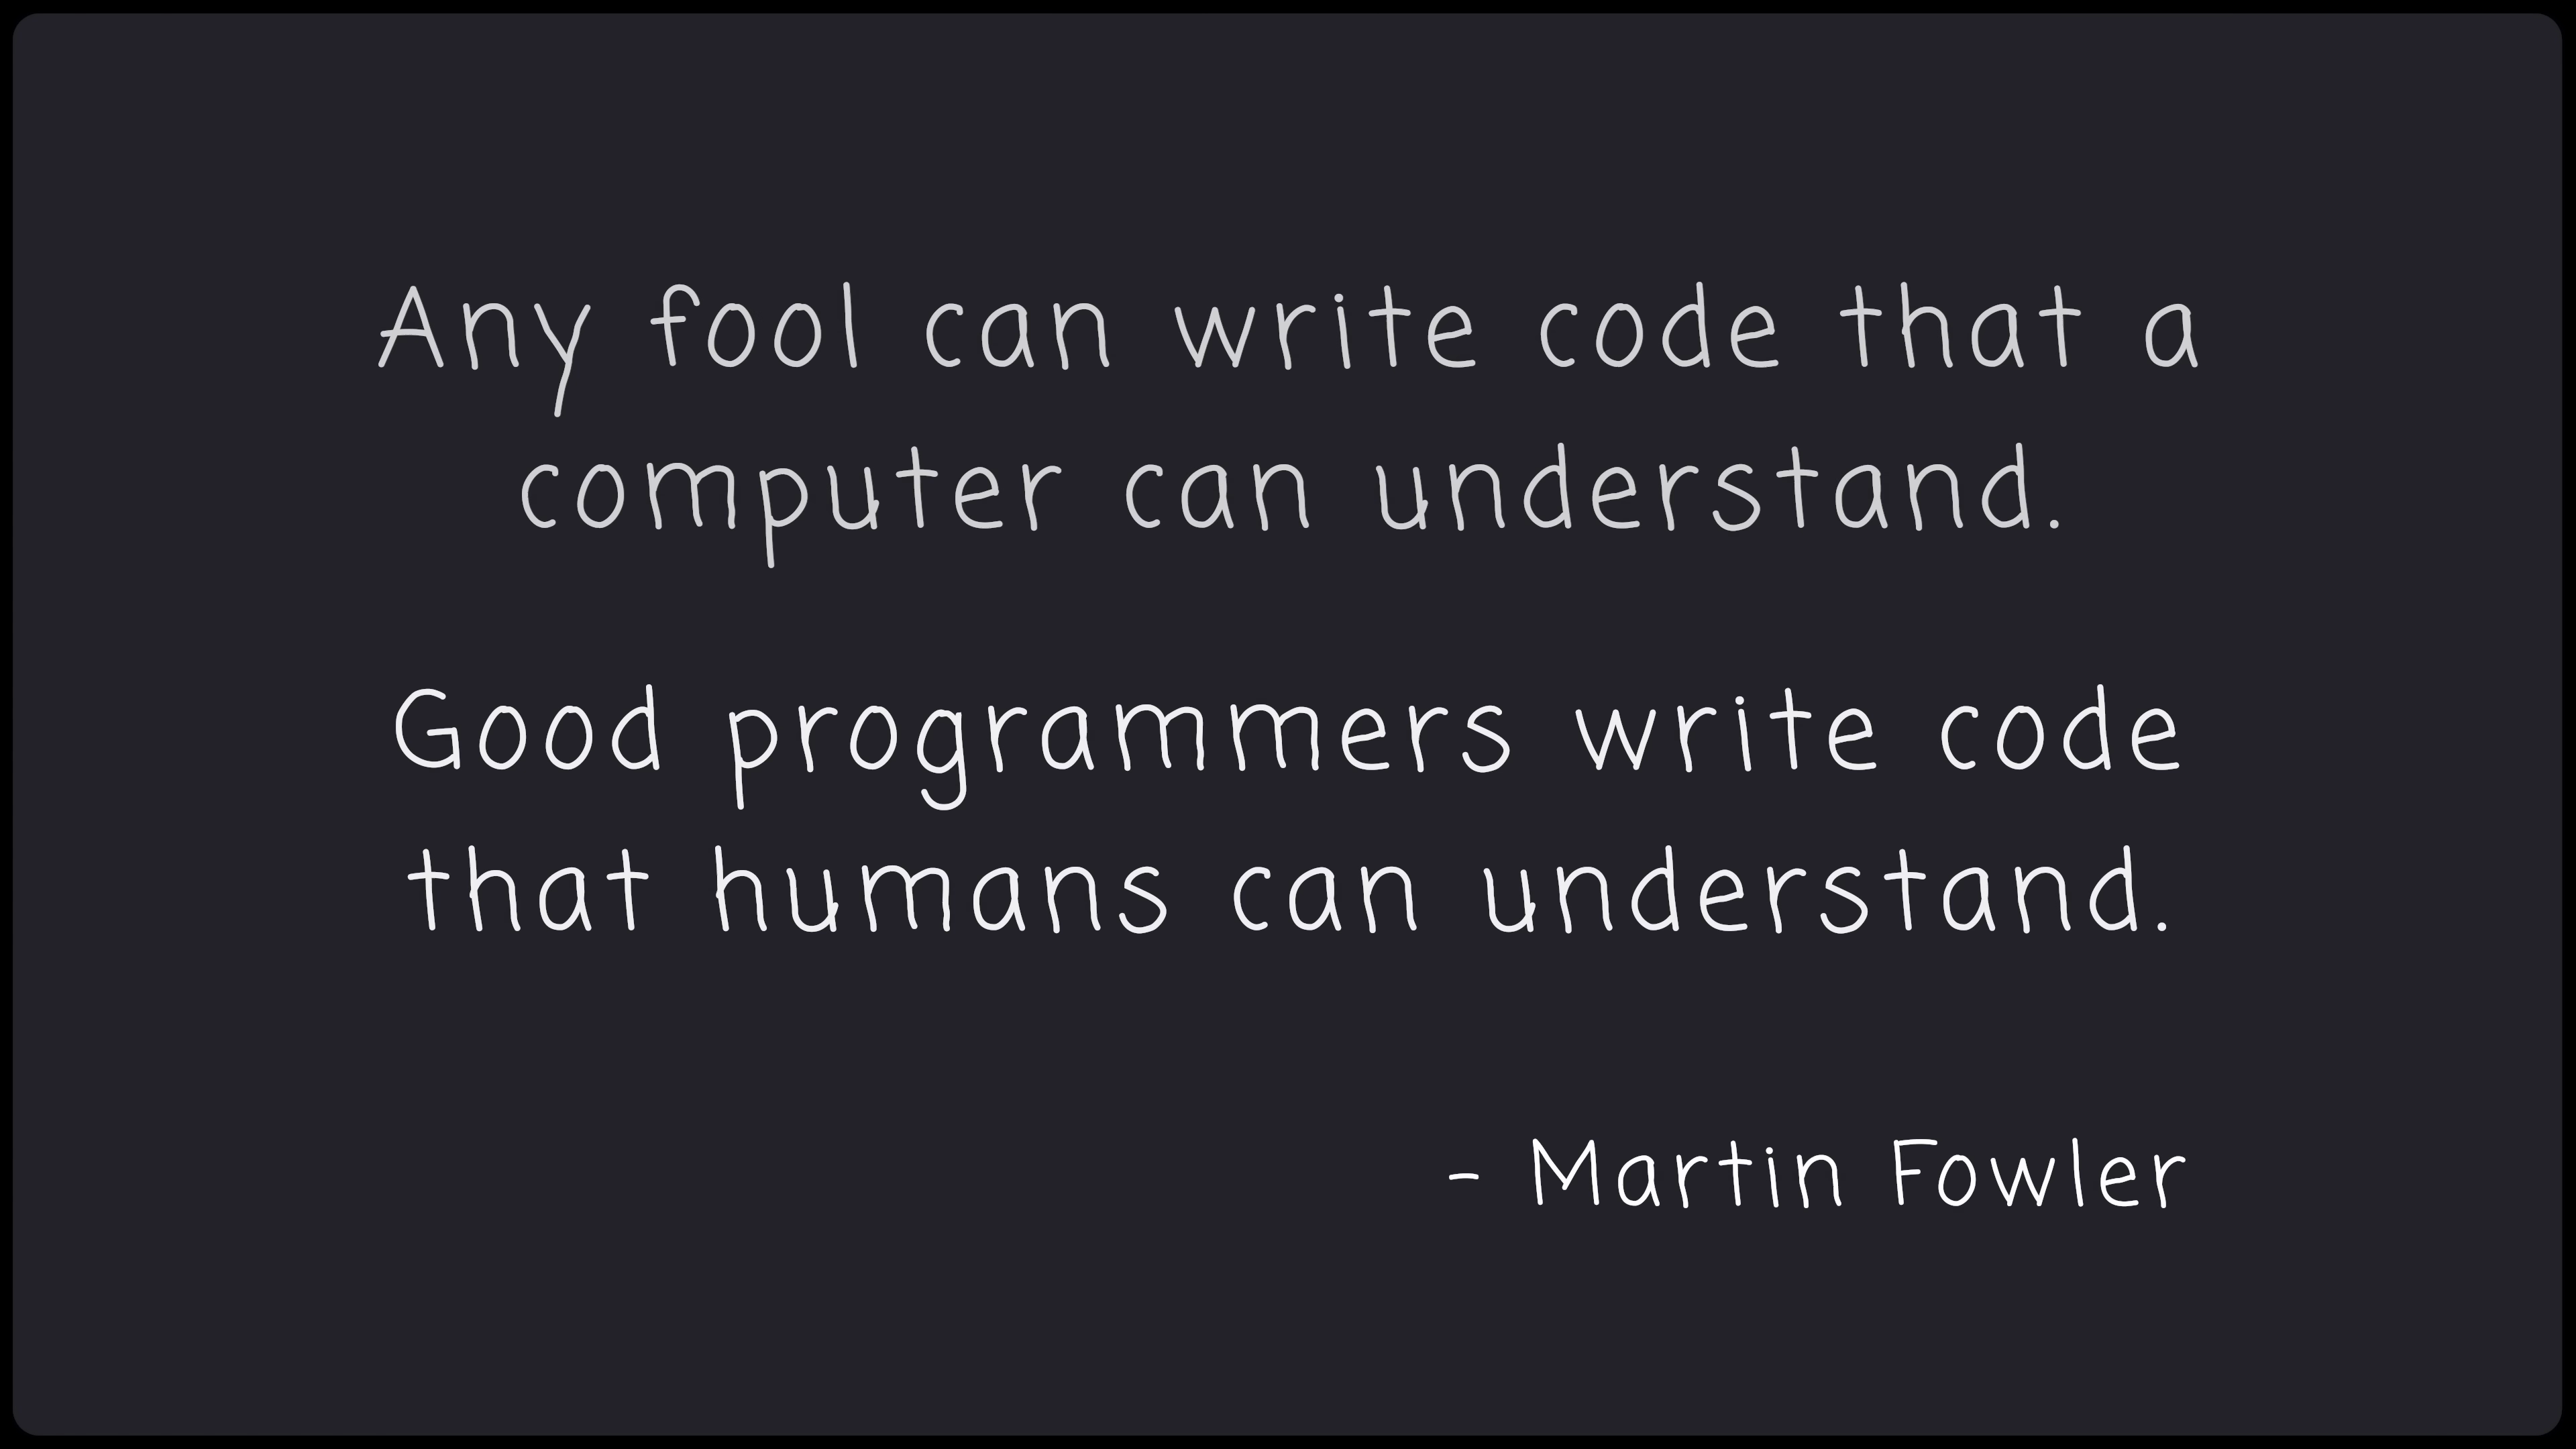 Any fool can write code that a
computer can understand.
Good programmers write code
that humans can understand.
- Martin Fowler